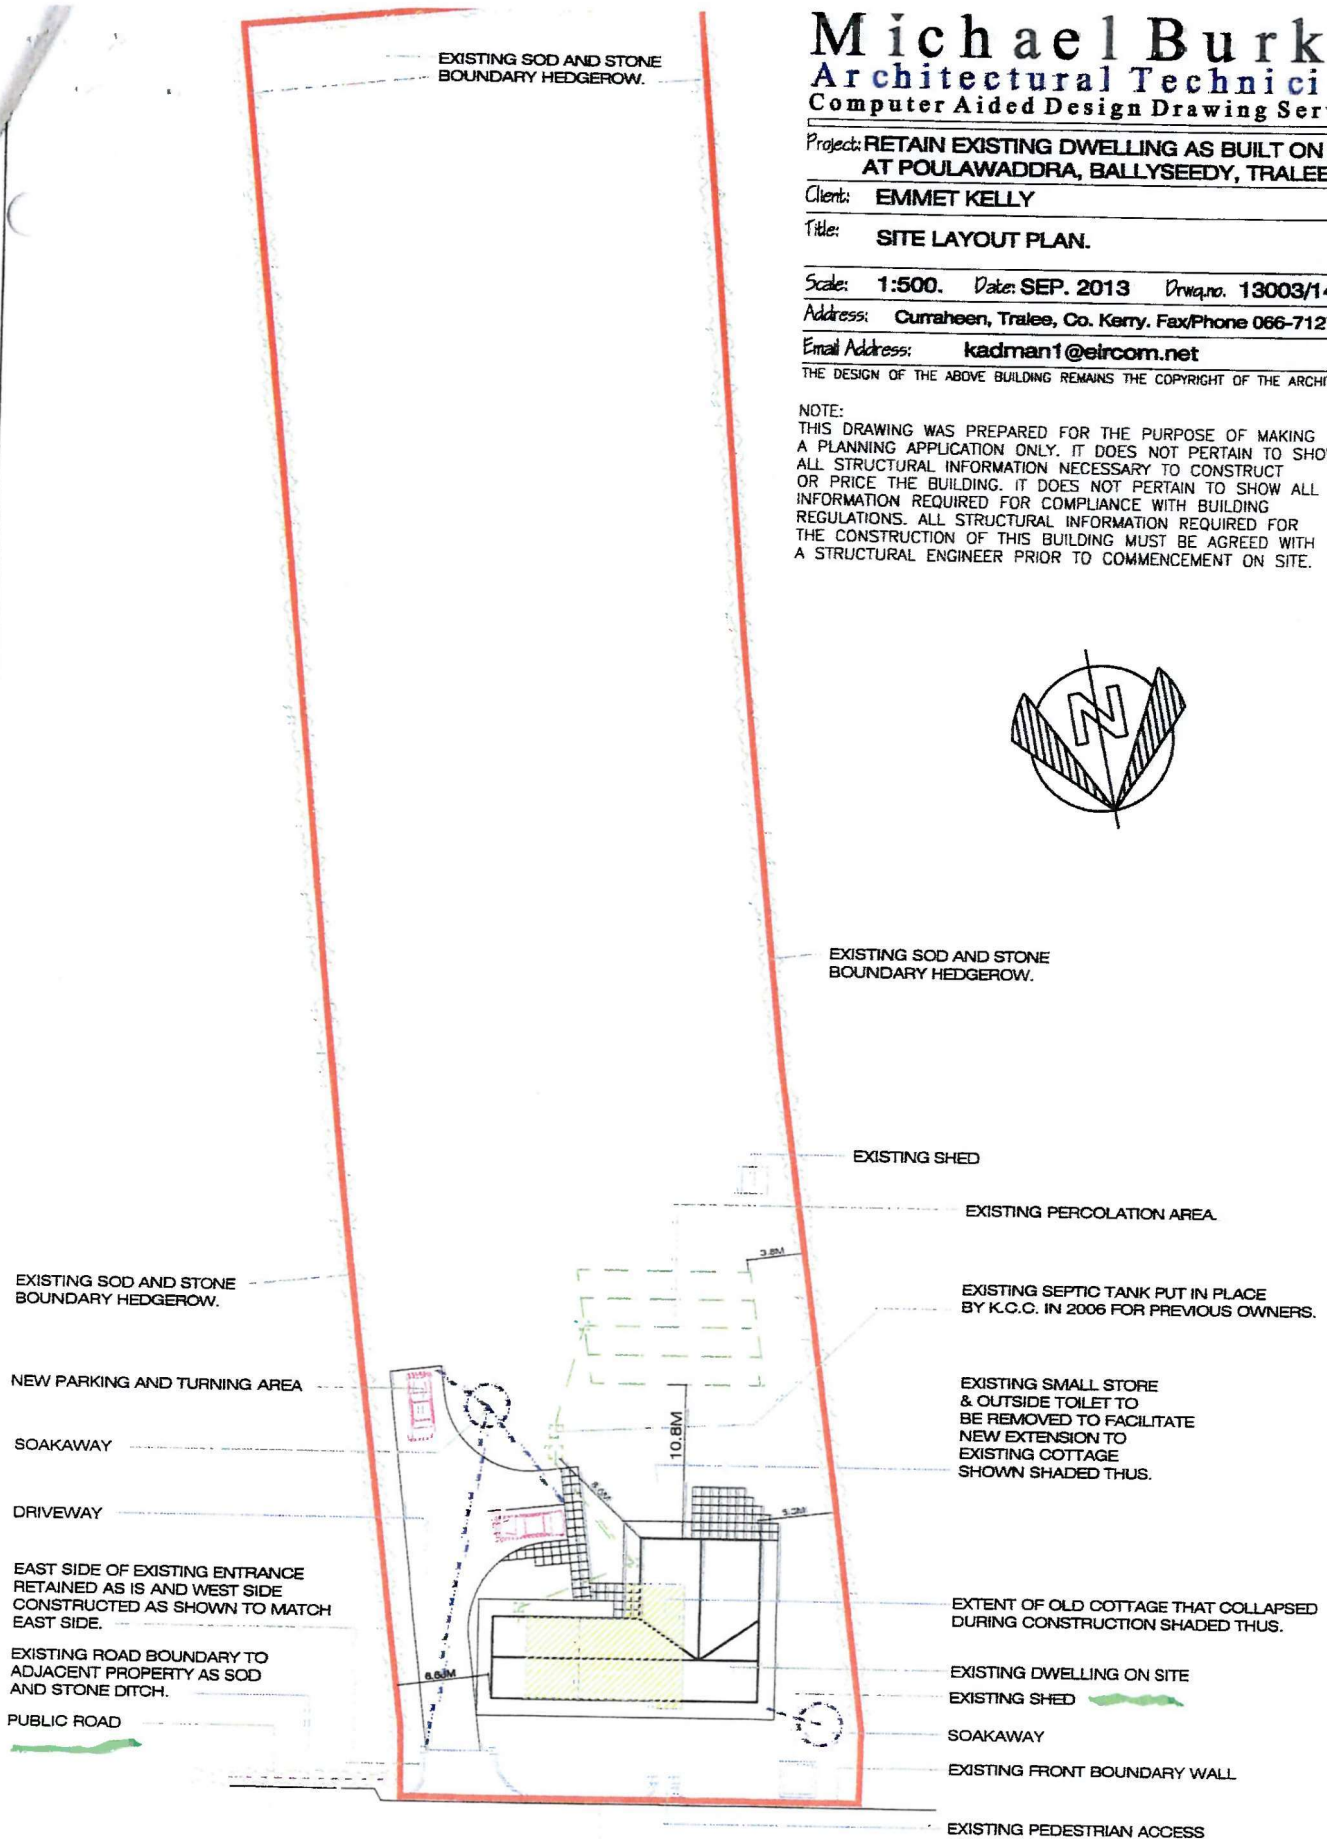 Michael Burk
Architectural Technici
Computer Aided Design Drawing Ser
Project: RETAIN EXISTING DWELLING AS BUILT ON
AT POULAWADDRA, BALLYSEEDY, TRALEE
Client: EMMET KELLY
Title: SITE LAYOUT PLAN.
Scale: 1:500. Date: SEP. 2013 Drwq.no. 13003/14
Address: Curraheen, Tralee, Co. Kerry. Fax/Phone 066-712
Email Address: kadman1@eircom.net
THE DESIGN OF THE ABOVE BUILDING REMAINS THE COPYRIGHT OF THE ARCHI
NOTE:
THIS DRAWING WAS PREPARED FOR THE PURPOSE OF MAKING
A PLANNING APPLICATION ONLY. IT DOES NOT PERTAIN TO SHO
ALL STRUCTURAL INFORMATION NECESSARY TO CONSTRUCT
OR PRICE THE BUILDING. IT DOES NOT PERTAIN TO SHOW ALL
INFORMATION REQUIRED FOR COMPLIANCE WITH BUILDING
REGULATIONS. ALL STRUCTURAL INFORMATION REQUIRED FOR
THE CONSTRUCTION OF THIS BUILDING MUST BE AGREED WITH
A STRUCTURAL ENGINEER PRIOR TO COMMENCEMENT ON SITE.
N
EXISTING SOD AND STONE
BOUNDARY HEDGEROW.
EXISTING SOD AND STONE
BOUNDARY HEDGEROW.
EXISTING SHED
EXISTING PERCOLATION AREA.
3.8M
EXISTING SEPTIC TANK PUT IN PLACE
BY K.C.C. IN 2006 FOR PREVIOUS OWNERS.
EXISTING SMALL STORE
& OUTSIDE TOILET TO
BE REMOVED TO FACILITATE
NEW EXTENSION TO
EXISTING COTTAGE
SHOWN SHADED THUS.
10.8M
EXTENT OF OLD COTTAGE THAT COLLAPSED
DURING CONSTRUCTION SHADED THUS.
EXISTING DWELLING ON SITE
EXISTING SHED
SOAKAWAY
EXISTING FRONT BOUNDARY WALL
EXISTING PEDESTRIAN ACCESS
EXISTING SOD AND STONE
BOUNDARY HEDGEROW.
NEW PARKING AND TURNING AREA
SOAKAWAY
DRIVEWAY
EAST SIDE OF EXISTING ENTRANCE
RETAINED AS IS AND WEST SIDE
CONSTRUCTED AS SHOWN TO MATCH
EAST SIDE.
EXISTING ROAD BOUNDARY TO
ADJACENT PROPERTY AS SOD
AND STONE DITCH.
PUBLIC ROAD